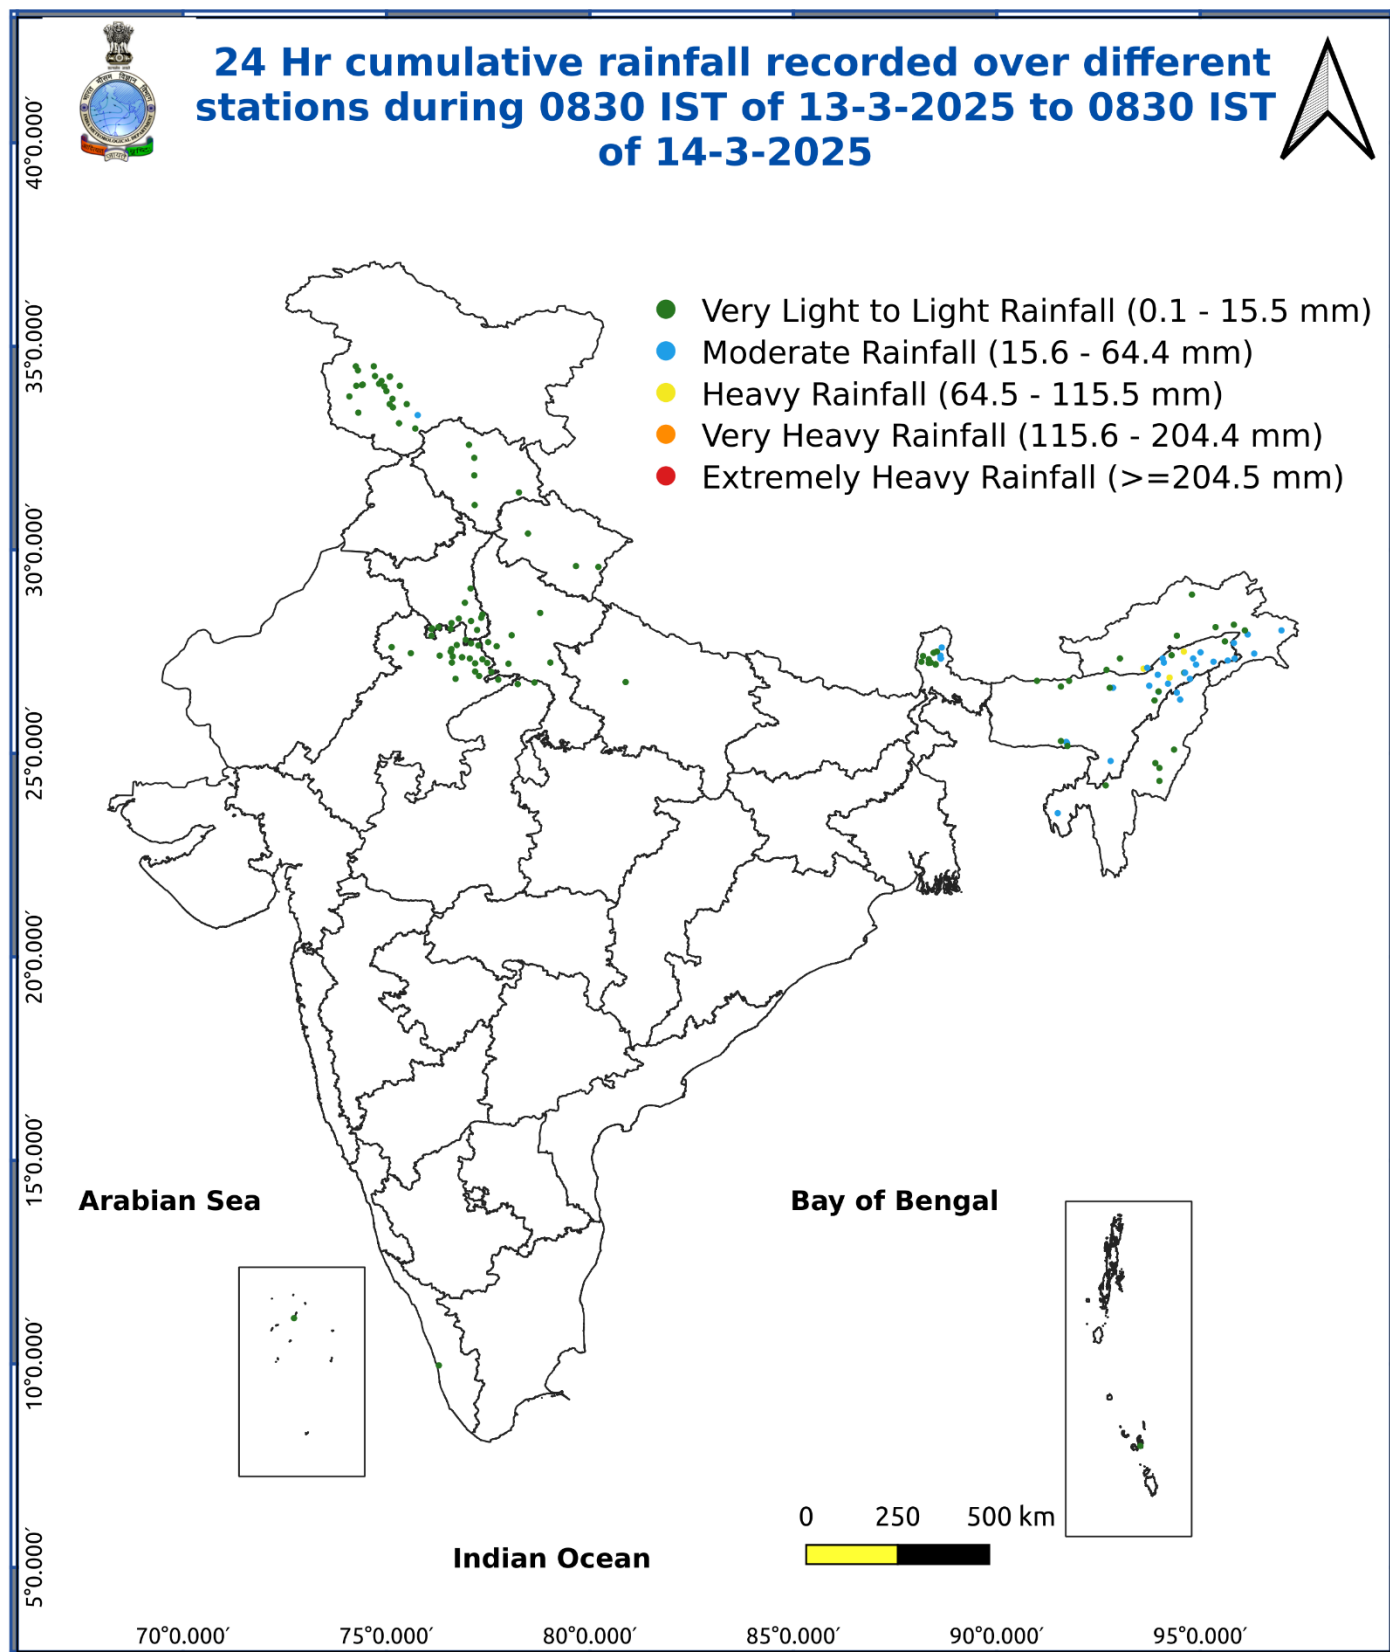 24 Hr cumulative rainfall recorded over different
stations during 0830 IST of 13-3-2025 to 0830 IST
of 14-3-2025
Very Light to Light Rainfall (0.1 - 15.5 mm)
Moderate Rainfall (15.6 - 64.4 mm)
Heavy Rainfall (64.5 - 115.5 mm)
Very Heavy Rainfall (115.6 - 204.4 mm)
Extremely Heavy Rainfall (>=204.5 mm)
40°0.000′
35°0.000′
30°0.000′
25°0.000′
20°0.000′
15°0.000′
10°0.000′
5°0.000′
Arabian Sea
Bay of Bengal
Indian Ocean
0 250 500 km
70°0.000′ 75°0.000′ 80°0.000′ 85°0.000′ 90°0.000′ 95°0.000′